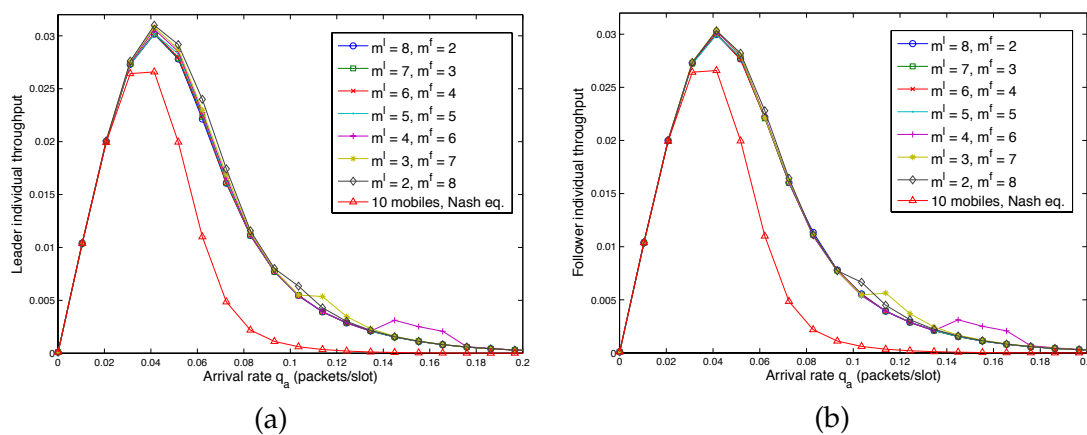 0.03
0.025
0.02
0.015
0.01
0.005
0
Leader individual throughput
m^l = 8, m^f = 2
m^l = 7, m^f = 3
m^l = 6, m^f = 4
m^l = 5, m^f = 5
m^l = 4, m^f = 6
m^l = 3, m^f = 7
m^l = 2, m^f = 8
10 mobiles, Nash eq.
0 0.02 0.04 0.06 0.08 0.1 0.12 0.14 0.16 0.18 0.2
Arrival rate q_a (packets/slot)
(a)
0.03
0.025
0.02
0.015
0.01
0.005
0
Follower individual throughput
m^l = 8, m^f = 2
m^l = 7, m^f = 3
m^l = 6, m^f = 4
m^l = 5, m^f = 5
m^l = 4, m^f = 6
m^l = 3, m^f = 7
m^l = 2, m^f = 8
10 mobiles, Nash eq.
0 0.02 0.04 0.06 0.08 0.1 0.12 0.14 0.16 0.18 0.2
Arrival rate q_a (packets/slot)
(b)